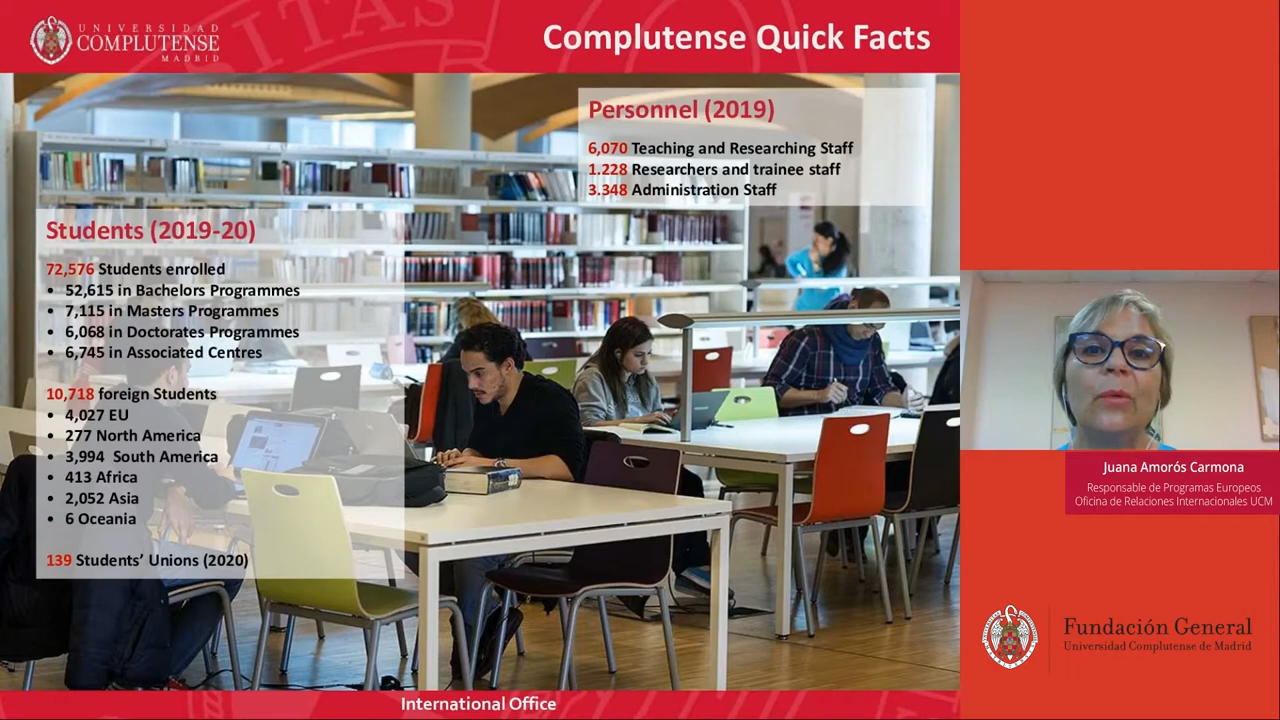 UNIVERSIDAD
COMPLUTENSE
MADRID
Complutense Quick Facts
Personnel (2019)
6,070 Teaching and Researching Staff
1.228 Researchers and trainee staff
3.348 Administration Staff
Students (2019-20)
72,576 Students enrolled
• 52,615 in Bachelors Programmes
• 7,115 in Masters Programmes
• 6,068 in Doctorates Programmes
• 6,745 in Associated Centres
10,718 foreign Students
• 4,027 EU
• 277 North America
• 3,994 South America
• 413 Africa
• 2,052 Asia
• 6 Oceania
139 Students’ Unions (2020)
International Office
Juana Amorós Carmona
Responsable de Programas Europeos
Oficina de Relaciones Internacionales UCM
Fundación General
Universidad Complutense de Madrid